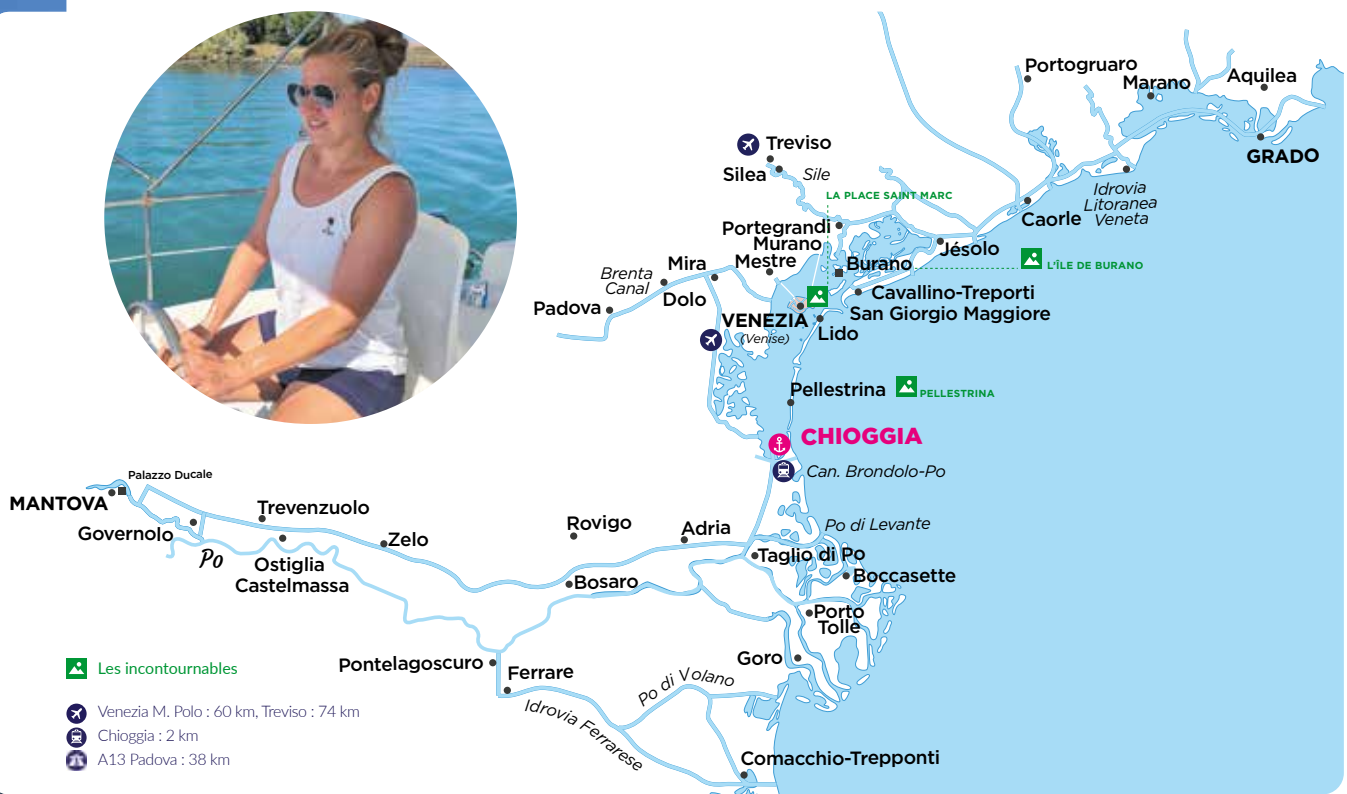 Portogruaro
Marano
Aquilea
GRADO
Treviso
Silea
Sile
LA PLACE SAINT MARC
Idrovia
Litoranea
Veneta
Caorle
Portegrandi
Murano
Mestre
Jésolo
Burano
L'ÎLE DE BURANO
Brenta
Canal
Mira
Dolo
Padova
Cavallino-Treporti
San Giorgio Maggiore
VENEZIA
(Venise)
Lido
Pellestrina
PELLESTRINA
CHIOGGIA
Can. Brondolo-Po
Palazzo Ducale
MANTOVA
Governolo
Trevenzuolo
Zelo
Rovigo
Adria
Po di Levante
Po
Ostiglia
Castelmassa
Taglio di Po
Boccasette
Bosaro
Porto
Tolle
Goro
Pontelagoscuro
Ferrare
Po di Volano
Idrovia Ferrarese
Comacchio-Trepponti
Les incontournables
Venezia M. Polo : 60 km, Treviso : 74 km
Chioggia : 2 km
A13 Padova : 38 km